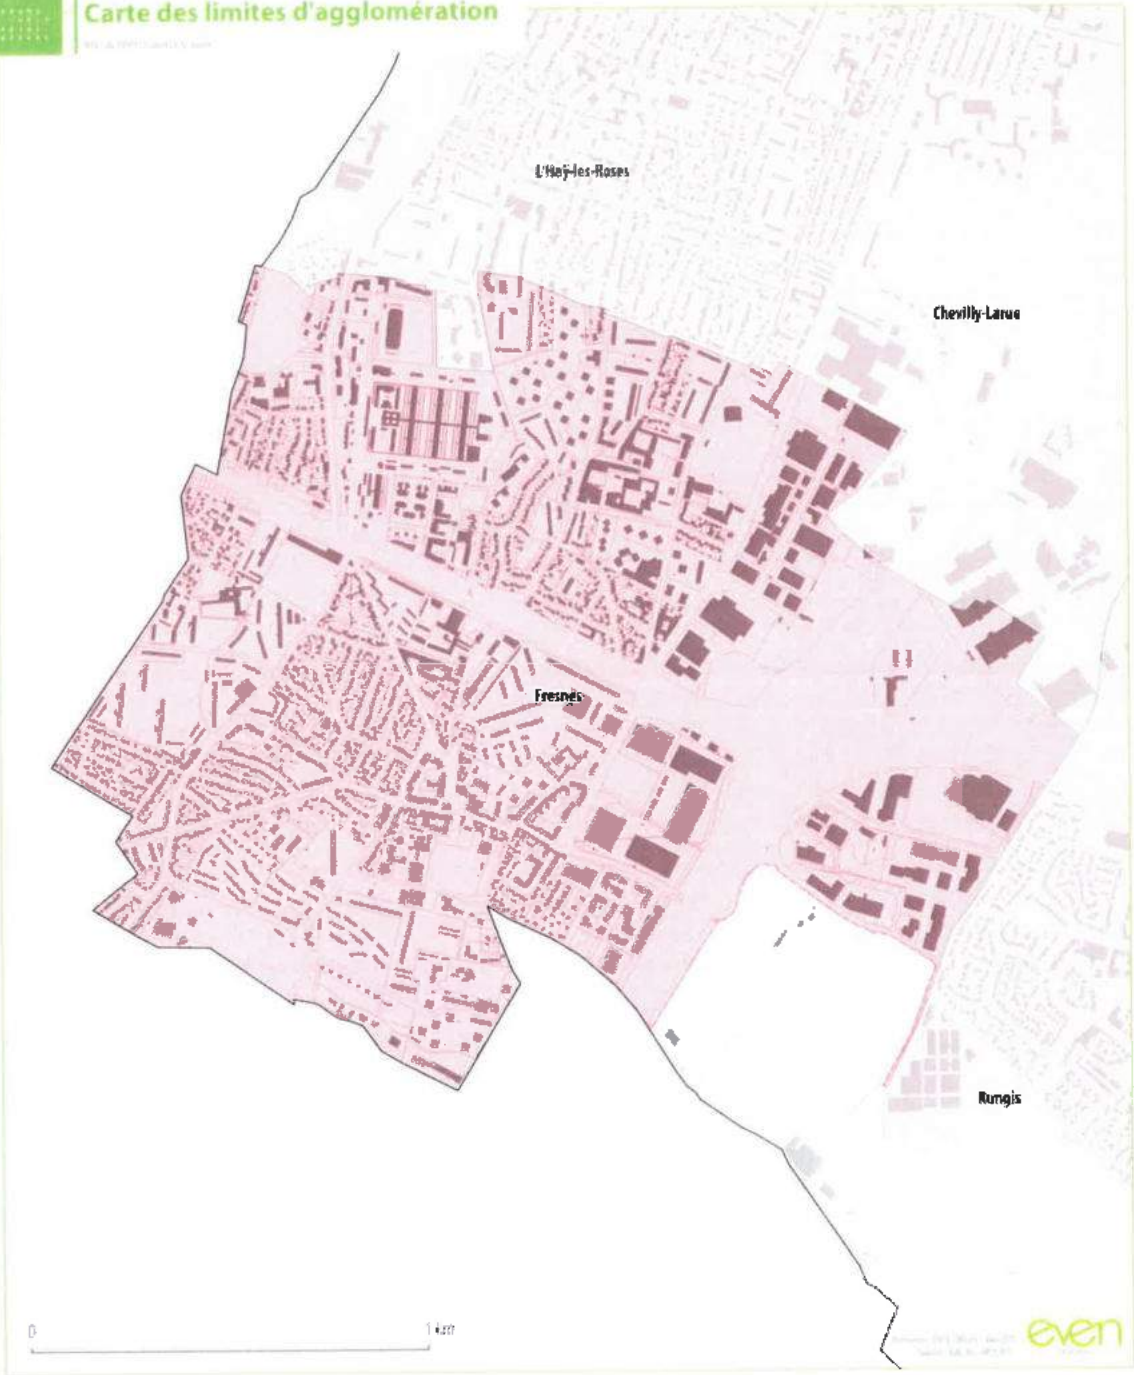 Carte des limites d'agglomération
L'Haÿ-les-Roses
Chevilly-Larue
Fresnes
Rungis
0
1 km
even